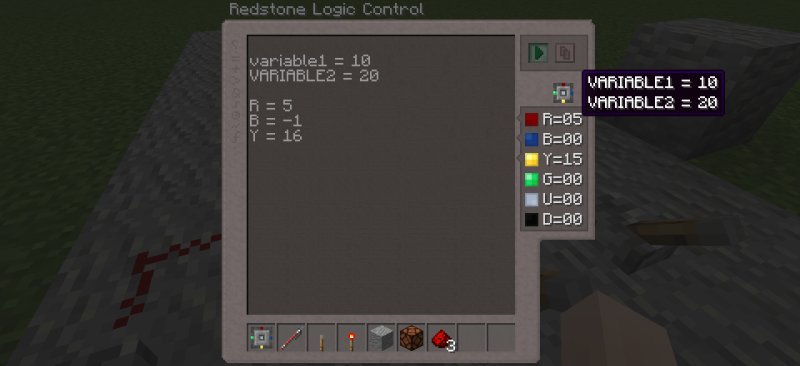 Redstone Logic Control
variable1 = 10
VARIABLE2 = 20
R = 5
B = -1
Y = 16
VARIABLE1 = 10
VARIABLE2 = 20
R=05
B=00
Y=15
G=00
U=00
D=00
3